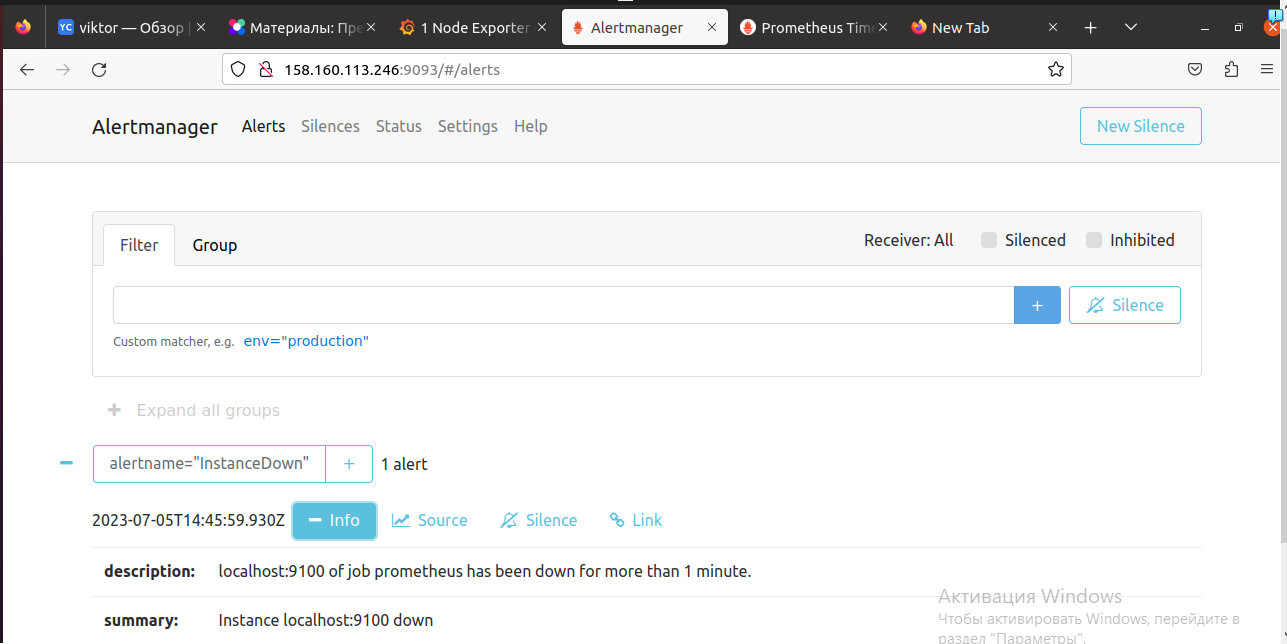 viktor — Обзор
Материалы: Пре
1 Node Exporter
Alertmanager
Prometheus Time
New Tab
158.160.113.246:9093/#/alerts
Alertmanager
Alerts
Silences
Status
Settings
Help
New Silence
Filter
Group
Receiver: All
Silenced
Inhibited
+
Silence
Custom matcher, e.g. env="production"
+ Expand all groups
alertname="InstanceDown"
+
1 alert
2023-07-05T14:45:59.930Z
Info
Source
Silence
Link
description: localhost:9100 of job prometheus has been down for more than 1 minute.
summary: Instance localhost:9100 down
Активация Windows
Чтобы активировать Windows, перейдите в
раздел "Параметры".